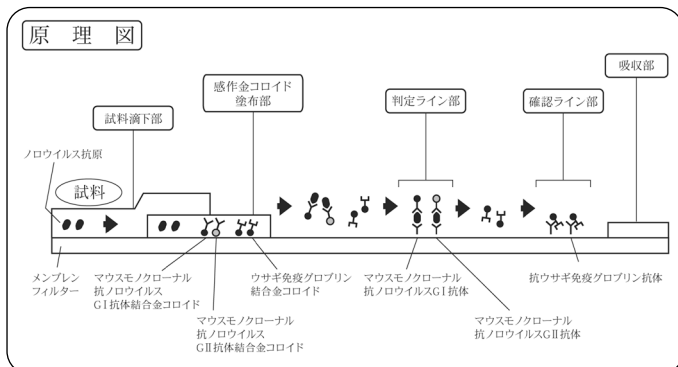 原理図
吸収部
感作金コロイド
塗布部
判定ライン部
確認ライン部
試料滴下部
ノロウイルス抗原
試料
メンブレン
フィルター
マウスモノクローナル
抗ノロウイルス
GⅠ抗体結合金コロイド
ウサギ免疫グロブリン
結合金コロイド
マウスモノクローナル
抗ノロウイルスGⅠ抗体
抗ウサギ免疫グロブリン抗体
マウスモノクローナル
抗ノロウイルス
GⅡ抗体結合金コロイド
マウスモノクローナル
抗ノロウイルスGⅡ抗体